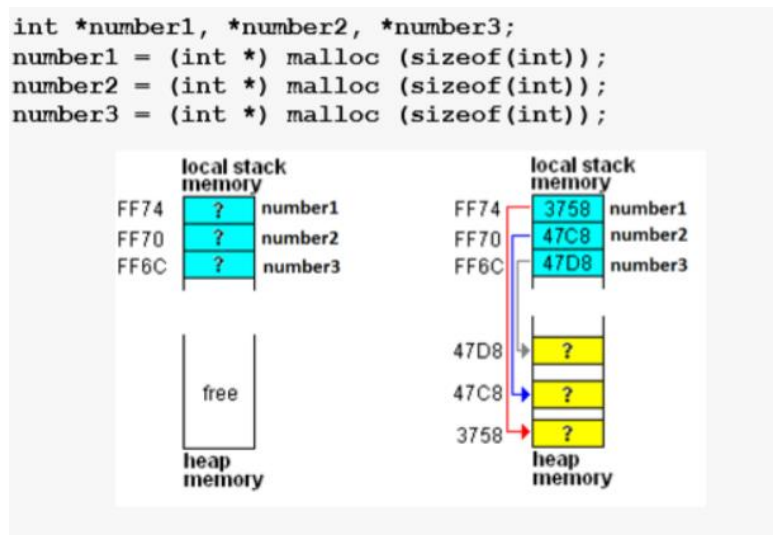 int *number1, *number2, *number3;
number1 = (int *) malloc (sizeof(int));
number2 = (int *) malloc (sizeof(int));
number3 = (int *) malloc (sizeof(int));
local stack
memory
FF74 ? number1
FF70 ? number2
FF6C ? number3
free
heap
memory
local stack
memory
FF74 3758 number1
FF70 47C8 number2
FF6C 47D8 number3
47D8 ?
47C8 ?
3758 ?
heap
memory